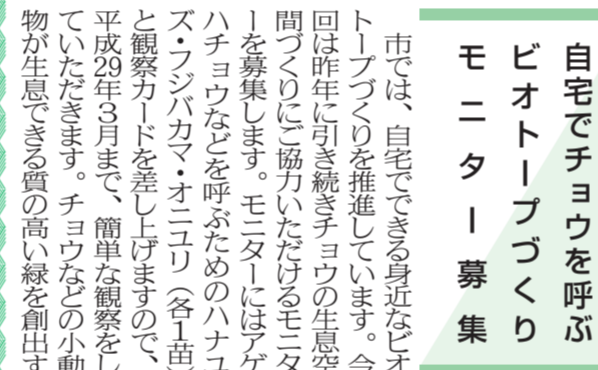 自宅でチョウを呼ぶ
ビオトープづくり
モニター募集
市では、自宅でできる身近なビオ
トープづくりを推進しています。今
回は昨年に引き続きチョウの生息空
間づくりにご協力いただけるモニタ
ーを募集します。モニターにはアゲ
ハチョウなどを呼ぶためのハナユ
ズ・フジバカマ・オニユリ（各1苗）
と観察カードを差し上げますので、
平成29年3月まで、簡単な観察をし
ていただきます。チョウなどの小動
物が生息できる質の高い緑を創出す